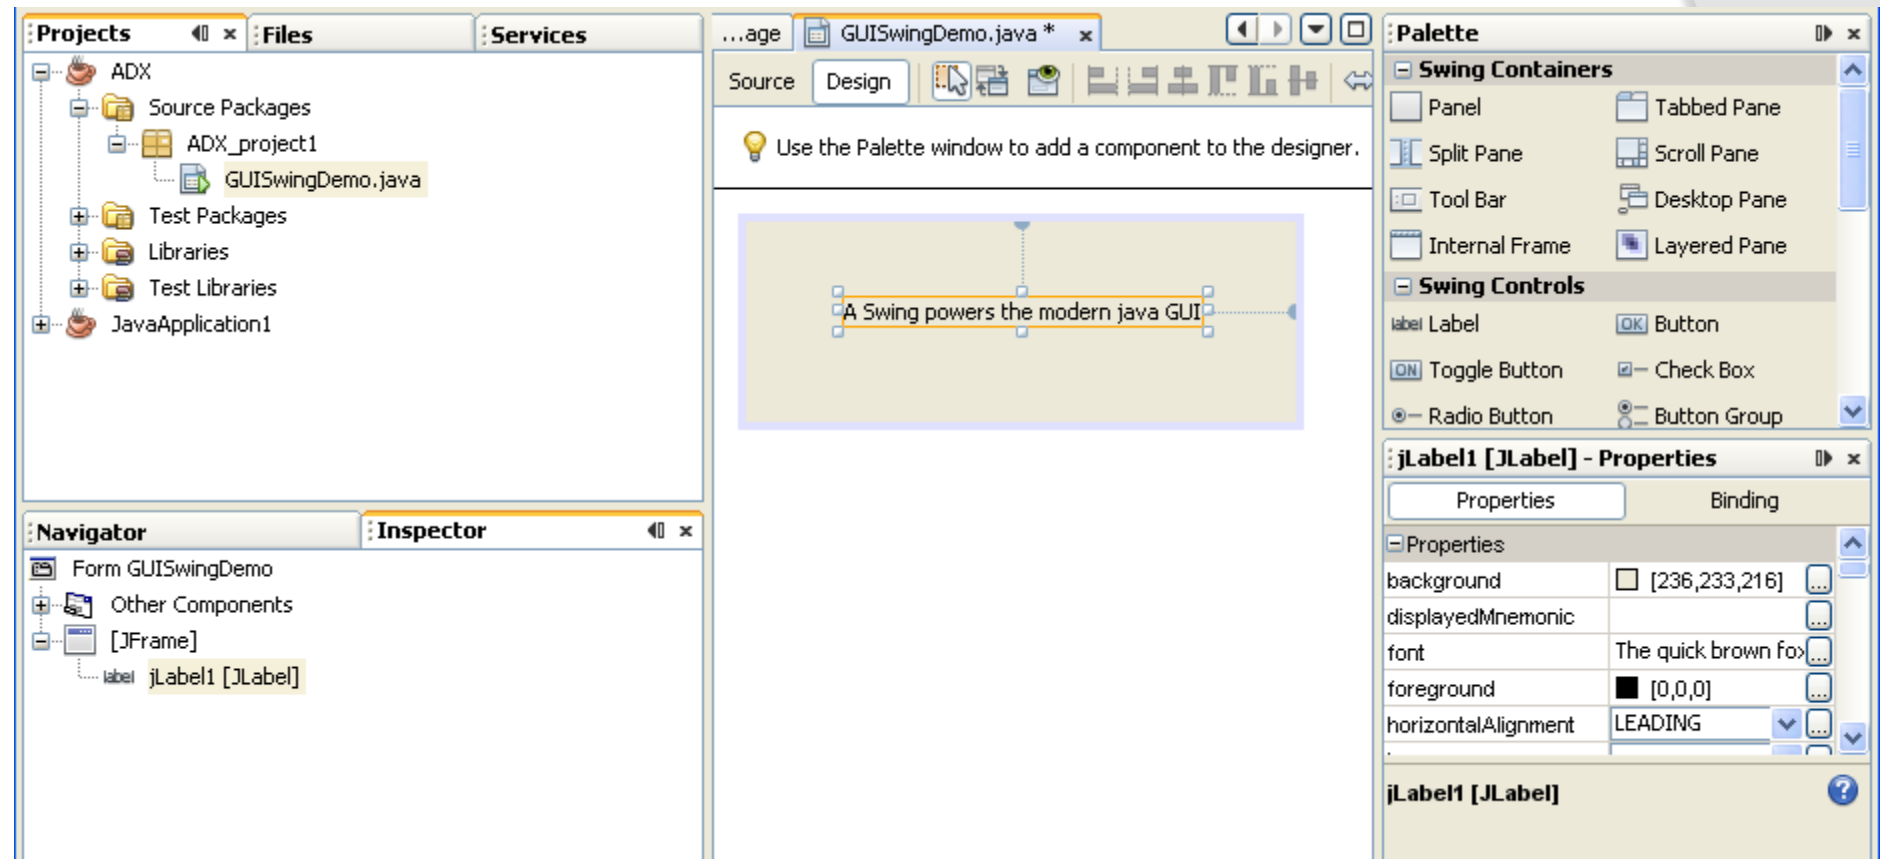 Projects
Files
Services
ADX
Source Packages
ADX_project1
GUISwingDemo.java
Test Packages
Libraries
Test Libraries
JavaApplication1
Navigator
Inspector
Form GUISwingDemo
Other Components
[JFrame]
label jLabel1 [JLabel]
...age
GUISwingDemo.java *
Source
Design
Use the Palette window to add a component to the designer.
A Swing powers the modern java GUI
Palette
Swing Containers
Panel
Tabbed Pane
Split Pane
Scroll Pane
Tool Bar
Desktop Pane
Internal Frame
Layered Pane
Swing Controls
label Label
OK Button
ON Toggle Button
Check Box
Radio Button
Button Group
jLabel1 [JLabel] - Properties
Properties
Binding
Properties
background
[236,233,216]
...
displayedMnemonic
...
font
The quick brown fox
...
foreground
[0,0,0]
...
horizontalAlignment
LEADING
...
jLabel1 [JLabel]
?